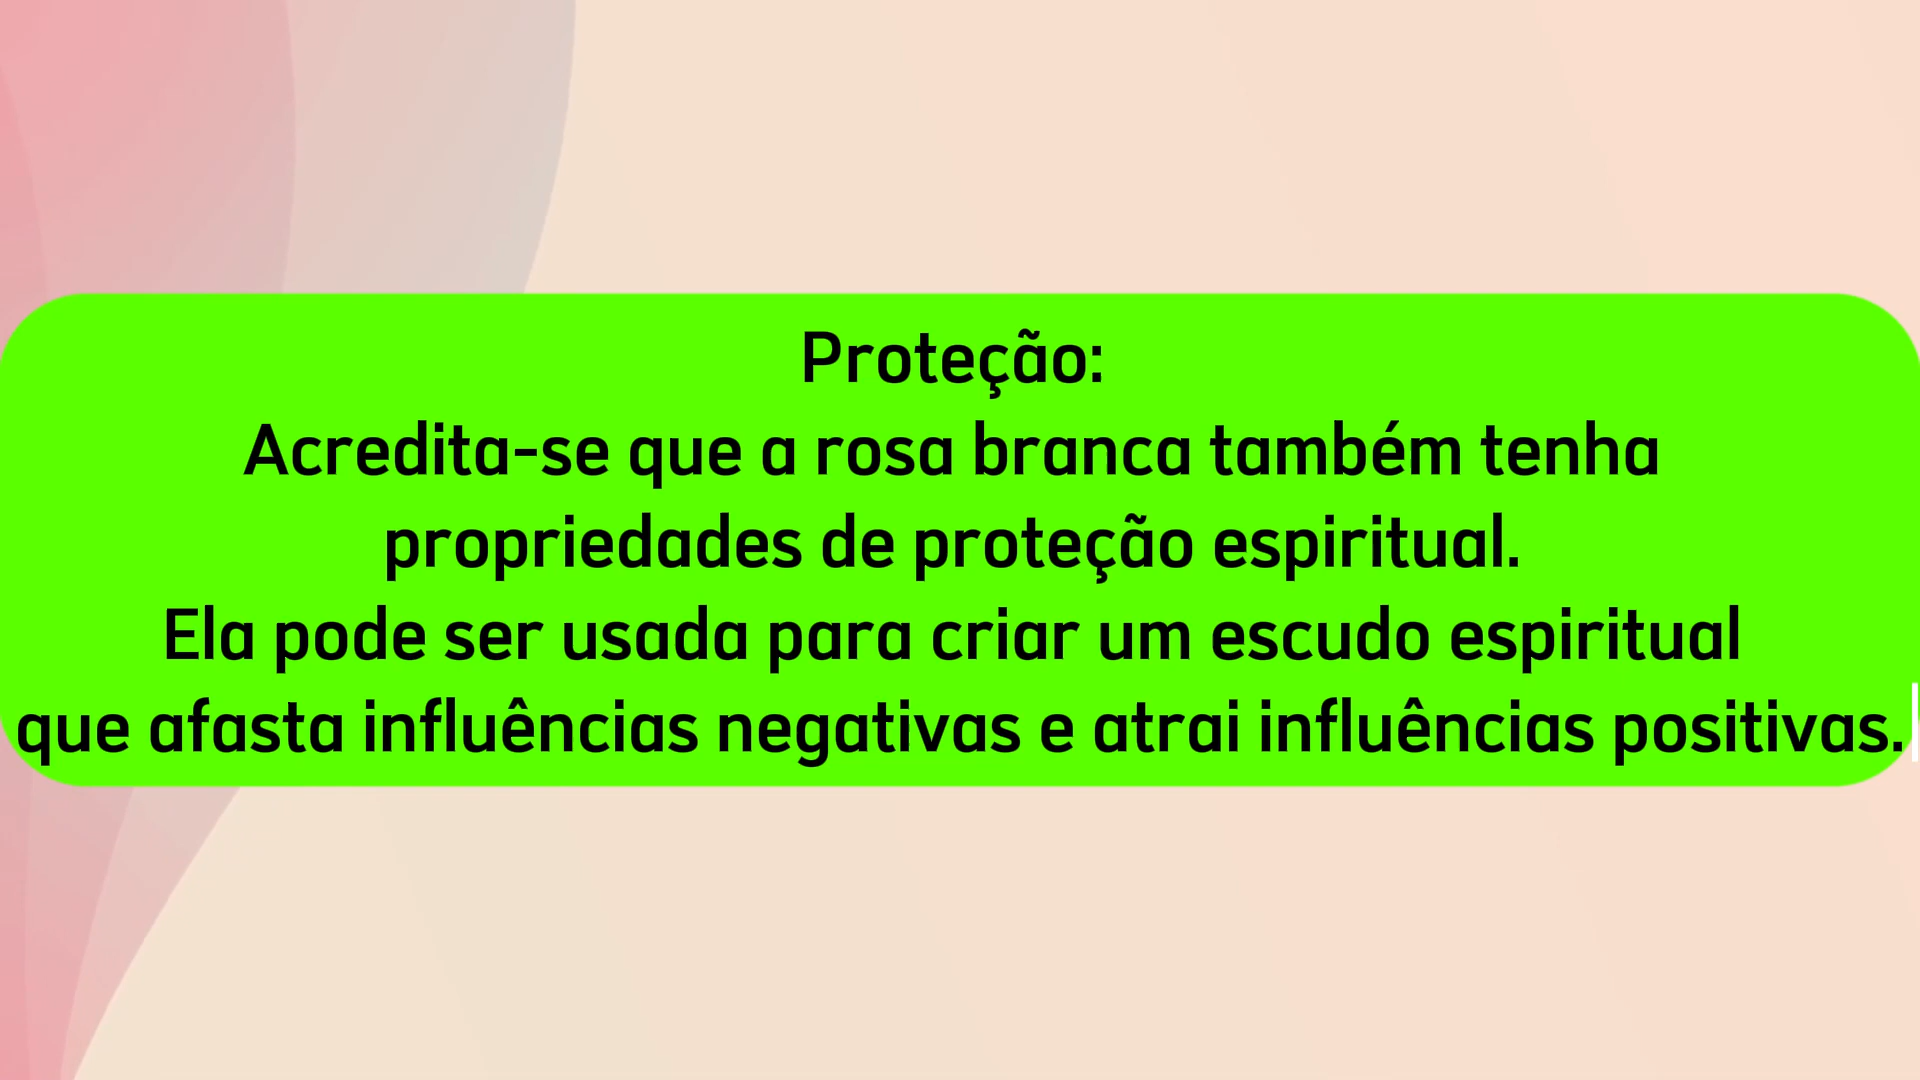 Proteção:
Acredita-se que a rosa branca também tenha
propriedades de proteção espiritual.
Ela pode ser usada para criar um escudo espiritual
que afasta influências negativas e atrai influências positivas.